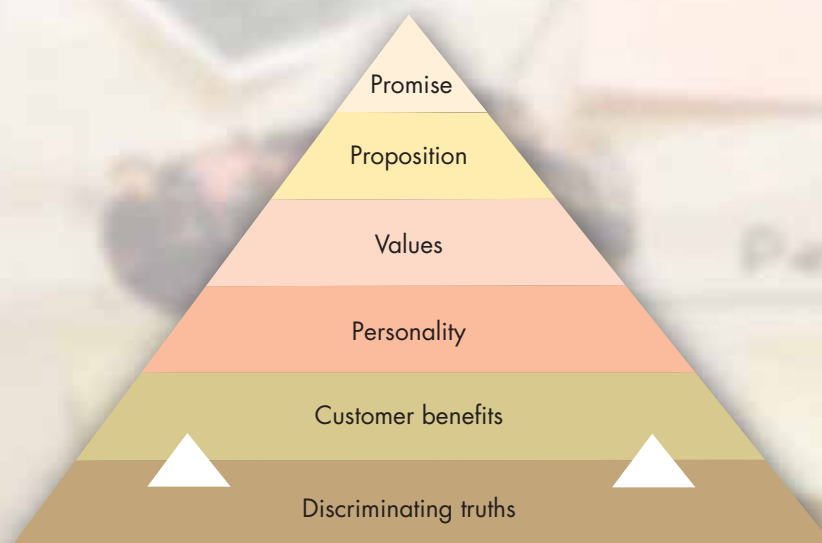 Promise
Proposition
Values
Personality
Customer benefits
Discriminating truths